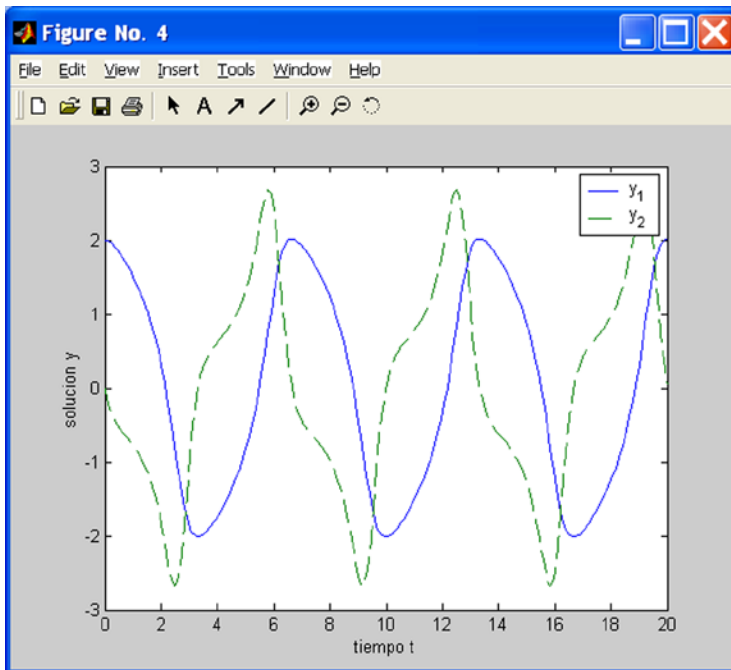 Figure No. 4
File Edit View Insert Tools Window Help
A
3
2
1
0
-1
-2
-3
solucion y
y1
y2
0 2 4 6 8 10 12 14 16 18 20
tiempo t